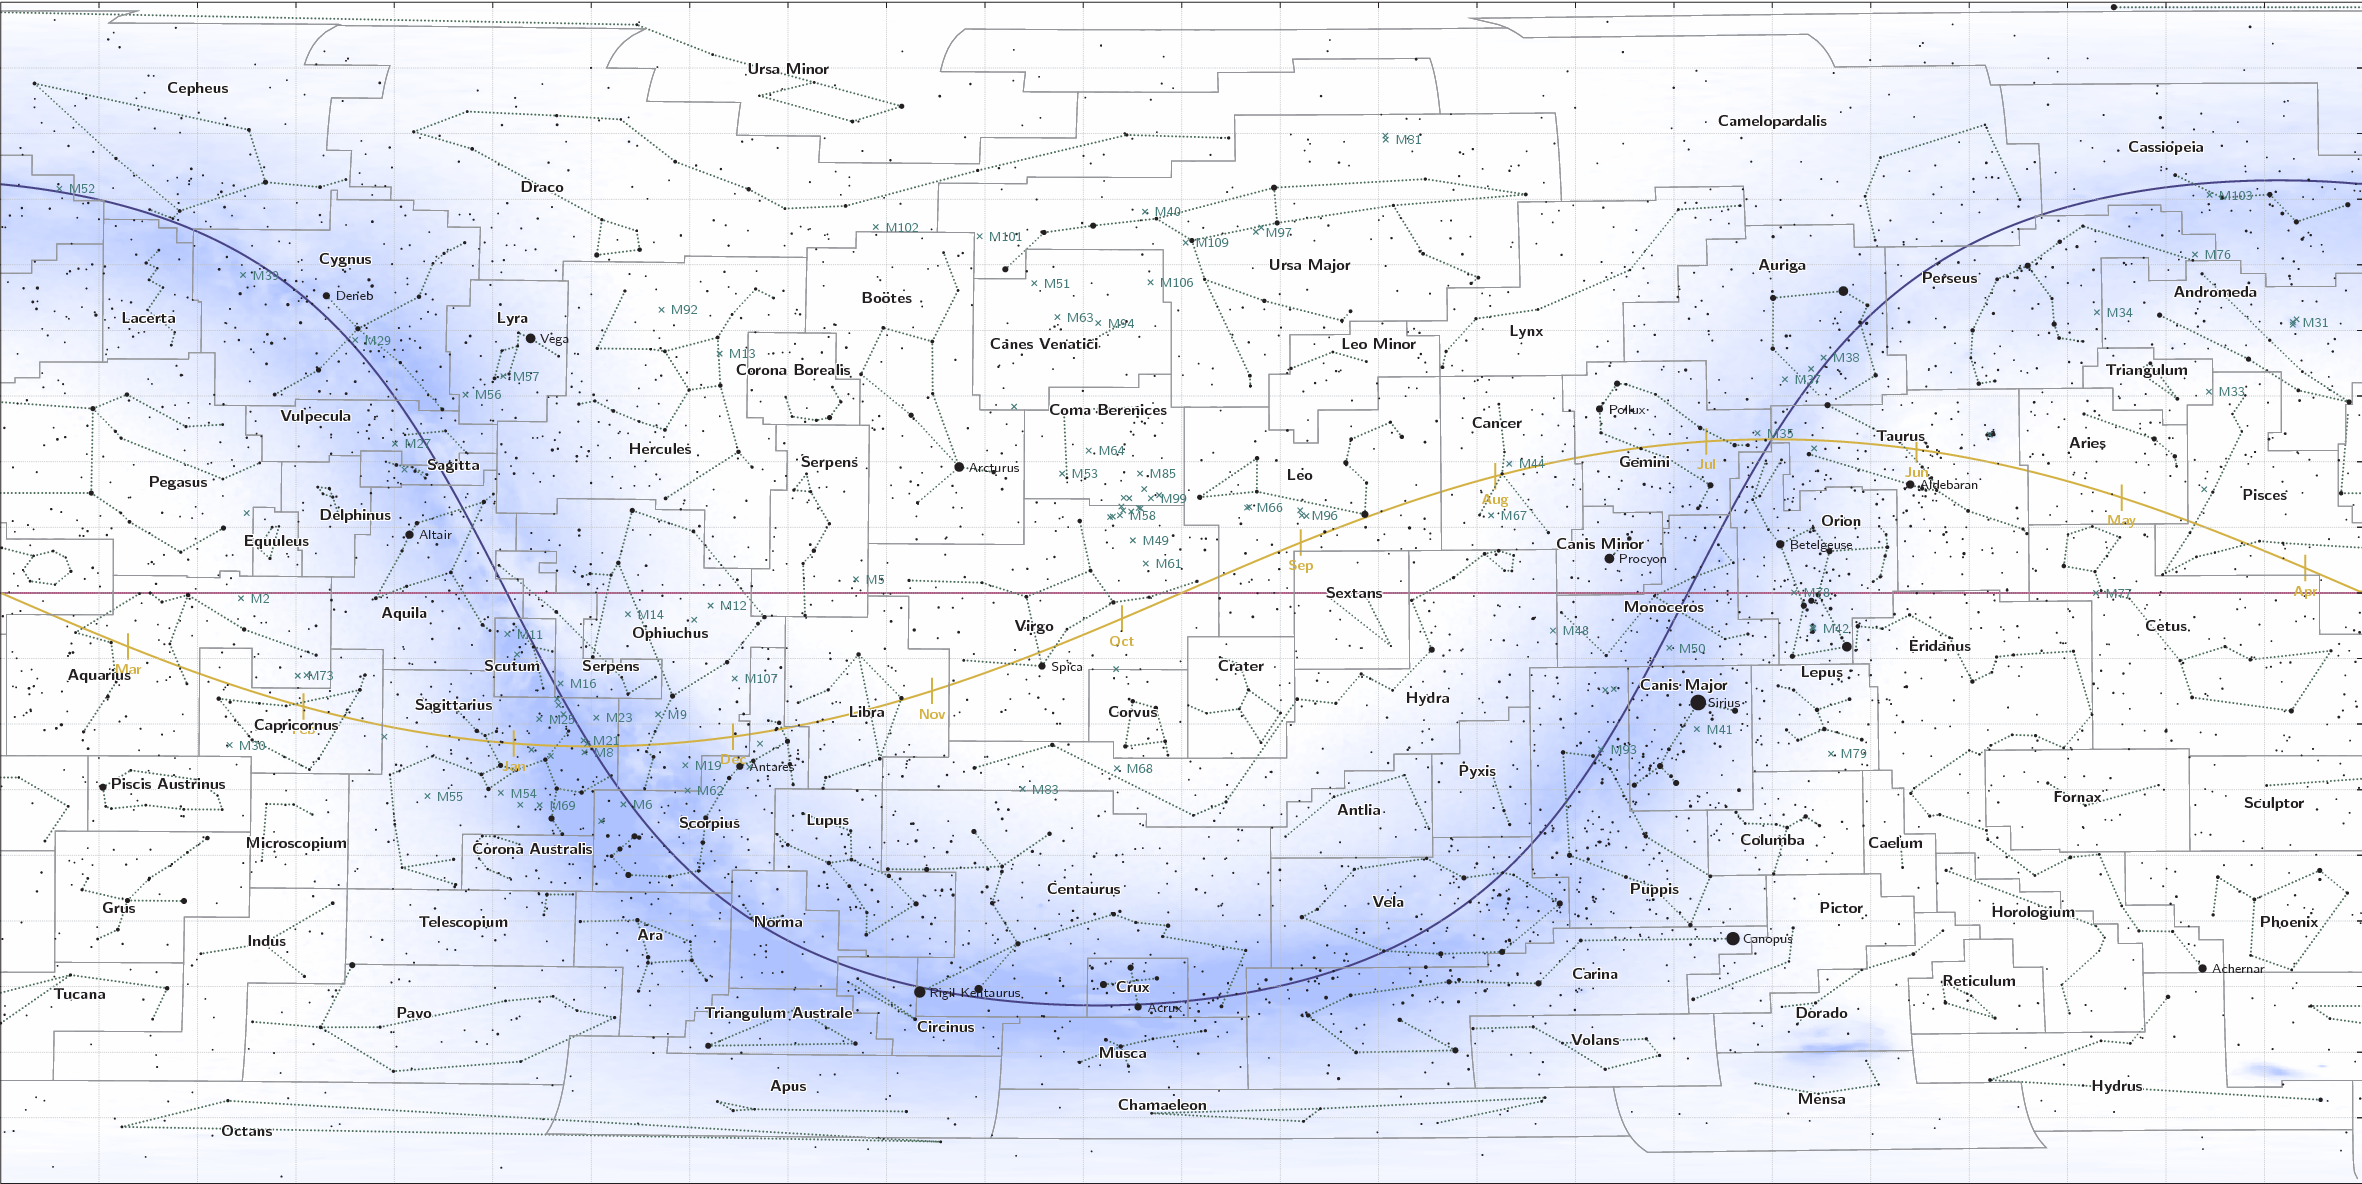 Ursa Minor
Cepheus
Camelopardalis
M81
Cassiopeia
Draco
M52
M103
M40
M102
M101
M109
M97
M76
Cygnus
Ursa Major
Auriga
Perseus
M39
M51
M106
Andromeda
Deneb
Boötes
M92
M34
Lacerta
Lyra
M63
M94
M31
Lynx
M29
Vega
Canes Venatici
Leo Minor
M13
M38
Corona Borealis
Triangulum
M57
M37
M56
M33
Vulpecula
Coma Berenices
Pollux
Cancer
M35
Taurus
M27
Hercules
M64
Aries
Sagitta
Serpens
Arcturus
Leo
M44
Gemini
Jul
Jun
Pegasus
M53
M85
Aldebaran
Pisces
M99
Aug
Delphinus
M58
M66
M96
M67
Orion
May
Equuleus
Altair
M49
Canis Minor
Betelgeuse
M61
Sep
Procyon
M5
M2
Aquila
M12
Sextans
M78
M77
Apr
M14
Monoceros
Ophiuchus
Virgo
M48
M42
Cetus
M11
Oct
M50
Eridanus
Aquarius
Mar
Scutum
Serpens
Spica
Crater
Lepus
M73
M16
M107
Canis Major
Sagittarius
Hydra
Sirius
Capricornus
Feb
M25
M23
M9
Libra
Nov
Corvus
M30
M21
M8
M41
M93
M79
Jan
M19
Dec
Antares
M68
Pyxis
Piscis Austrinus
M55
M54
M69
M6
M62
M83
Fornax
Sculptor
Scorpius
Lupus
Antlia
Microscopium
Corona Australis
Columba
Caelum
Centaurus
Puppis
Grus
Telescopium
Norma
Vela
Pictor
Horologium
Phoenix
Indus
Ara
Canopus
Achernar
Tucana
Rigil Kentaurus
Crux
Carina
Reticulum
Pavo
Triangulum Australe
Acrux
Dorado
Circinus
Musca
Volans
Apus
Chamaeleon
Mensa
Hydrus
Octans